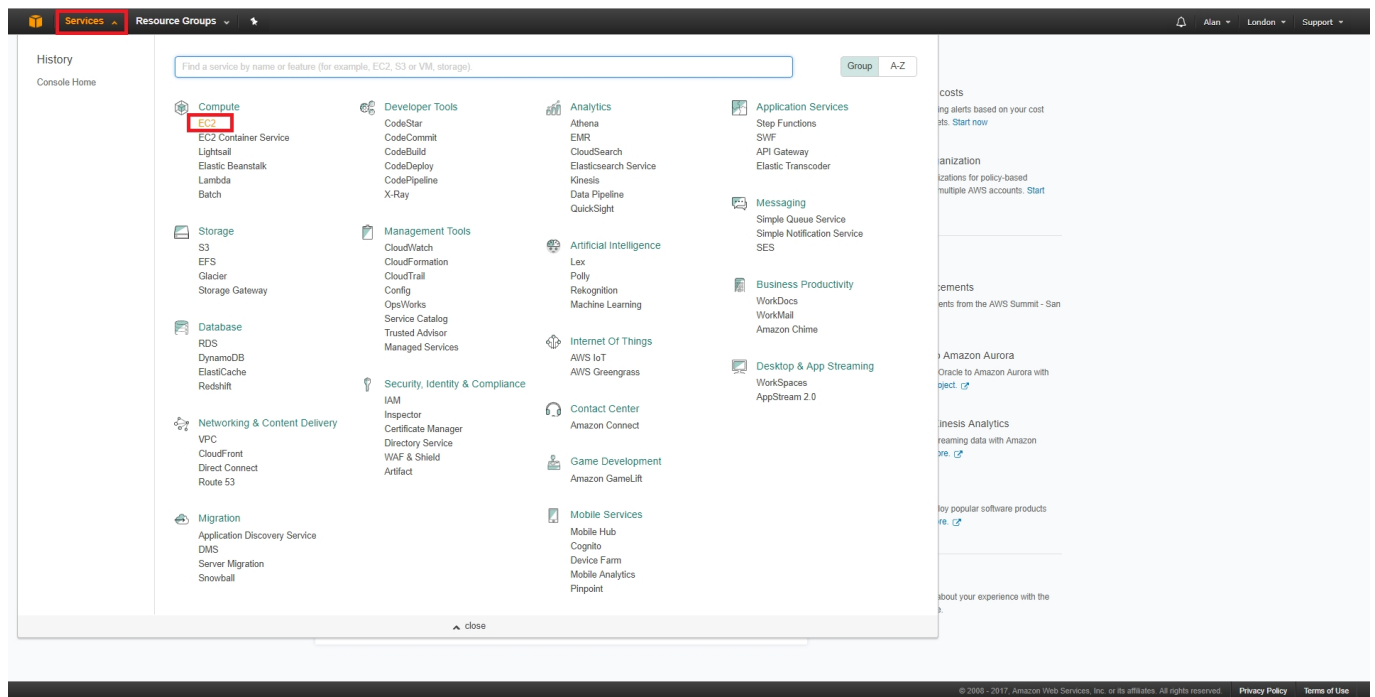 Services
Resource Groups
Alan
London
Support
History
Console Home
Find a service by name or feature (for example, EC2, S3 or VM, storage).
Group
A-Z
Compute
EC2
EC2 Container Service
Lightsail
Elastic Beanstalk
Lambda
Batch
Storage
S3
EFS
Glacier
Storage Gateway
Database
RDS
DynamoDB
ElastiCache
Redshift
Networking & Content Delivery
VPC
CloudFront
Direct Connect
Route 53
Migration
Application Discovery Service
DMS
Server Migration
Snowball
Developer Tools
CodeStar
CodeCommit
CodeBuild
CodeDeploy
CodePipeline
X-Ray
Management Tools
CloudWatch
CloudFormation
CloudTrail
Config
OpsWorks
Service Catalog
Trusted Advisor
Managed Services
Security, Identity & Compliance
IAM
Inspector
Certificate Manager
Directory Service
WAF & Shield
Artifact
Analytics
Athena
EMR
CloudSearch
Elasticsearch Service
Kinesis
Data Pipeline
QuickSight
Artificial Intelligence
Lex
Polly
Rekognition
Machine Learning
Internet Of Things
AWS IoT
AWS Greengrass
Contact Center
Amazon Connect
Game Development
Amazon GameLift
Mobile Services
Mobile Hub
Cognito
Device Farm
Mobile Analytics
Pinpoint
Application Services
Step Functions
SWF
API Gateway
Elastic Transcoder
Messaging
Simple Queue Service
Simple Notification Service
SES
Business Productivity
WorkDocs
WorkMail
Amazon Chime
Desktop & App Streaming
WorkSpaces
AppStream 2.0
close
costs
ing alerts based on your cost
ets. Start now
anization
izations for policy-based
multiple AWS accounts. Start
cements
ents from the AWS Summit - San
Amazon Aurora
Oracle to Amazon Aurora with
oject.
inesis Analytics
reaming data with Amazon
ore.
loy popular software products
re.
about your experience with the
© 2008 - 2017, Amazon Web Services, Inc. or its affiliates. All rights reserved.
Privacy Policy
Terms of Use